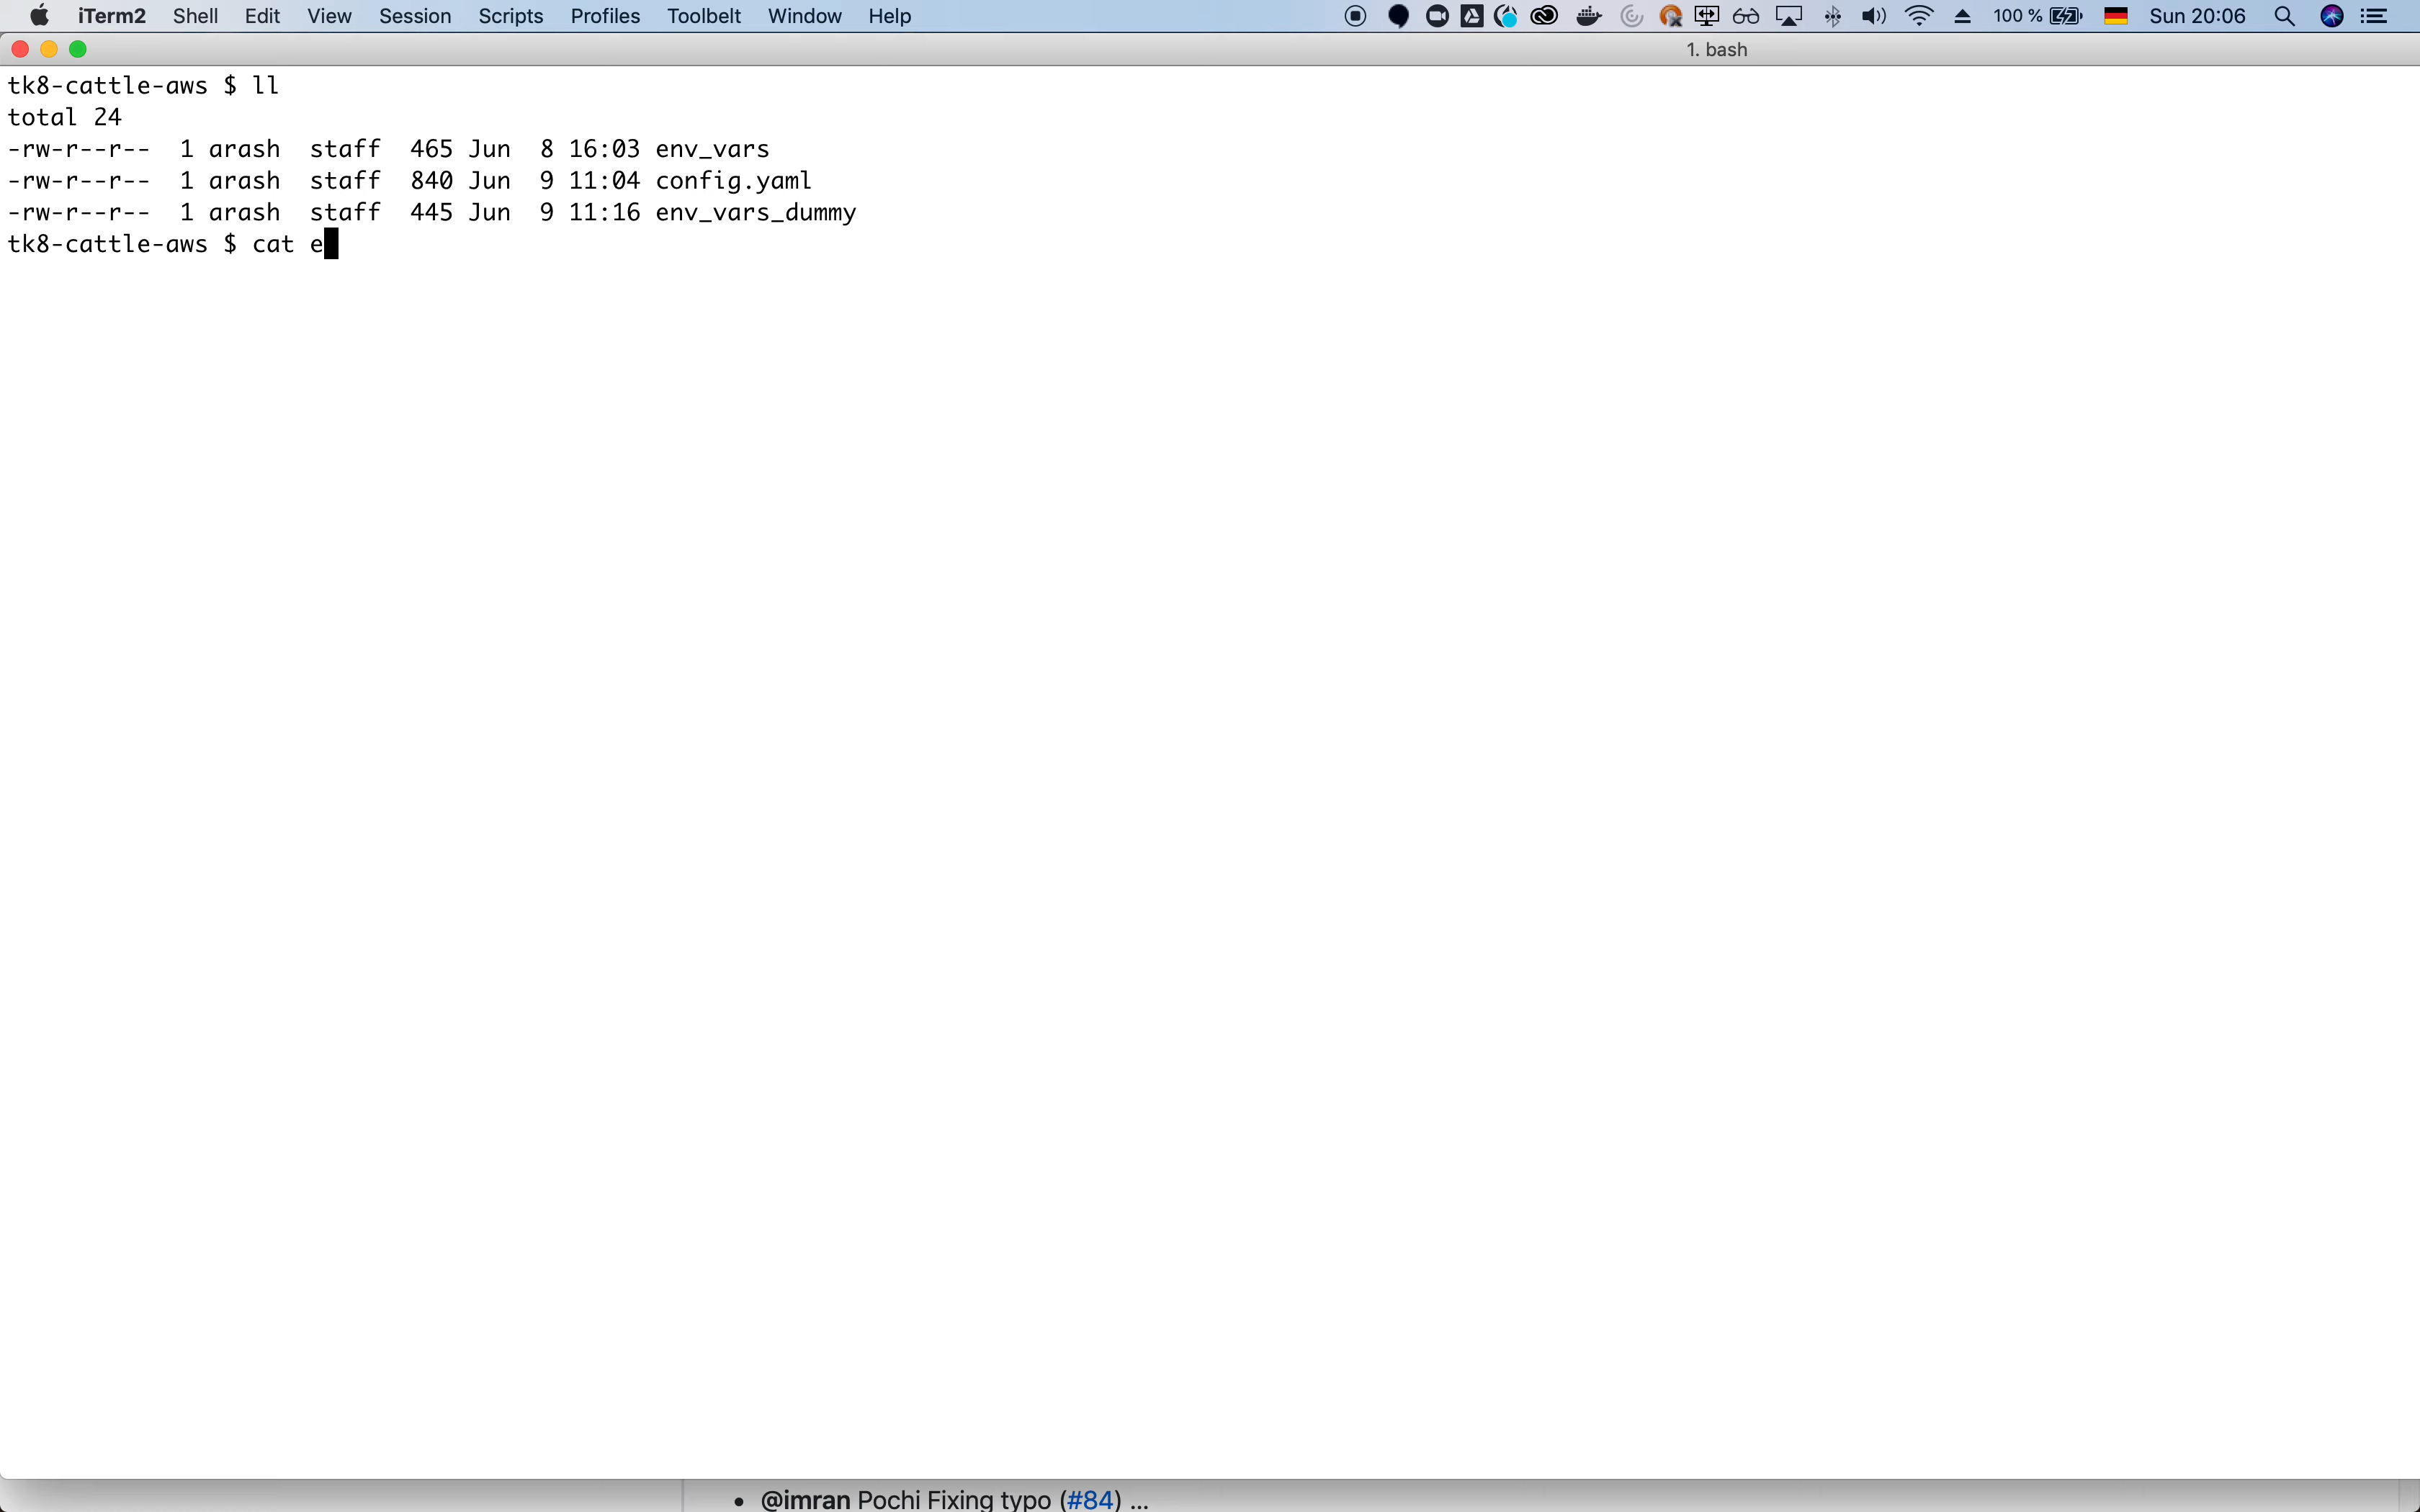 iTerm2 Shell Edit View Session Scripts Profiles Toolbelt Window Help 100 % Sun 20:06
1. bash
tk8-cattle-aws $ ll
total 24
-rw-r--r--  1 arash  staff  465 Jun  8 16:03 env_vars
-rw-r--r--  1 arash  staff  840 Jun  9 11:04 config.yaml
-rw-r--r--  1 arash  staff  445 Jun  9 11:16 env_vars_dummy
tk8-cattle-aws $ cat e
• @imran Pochi Fixing typo (#84) ...